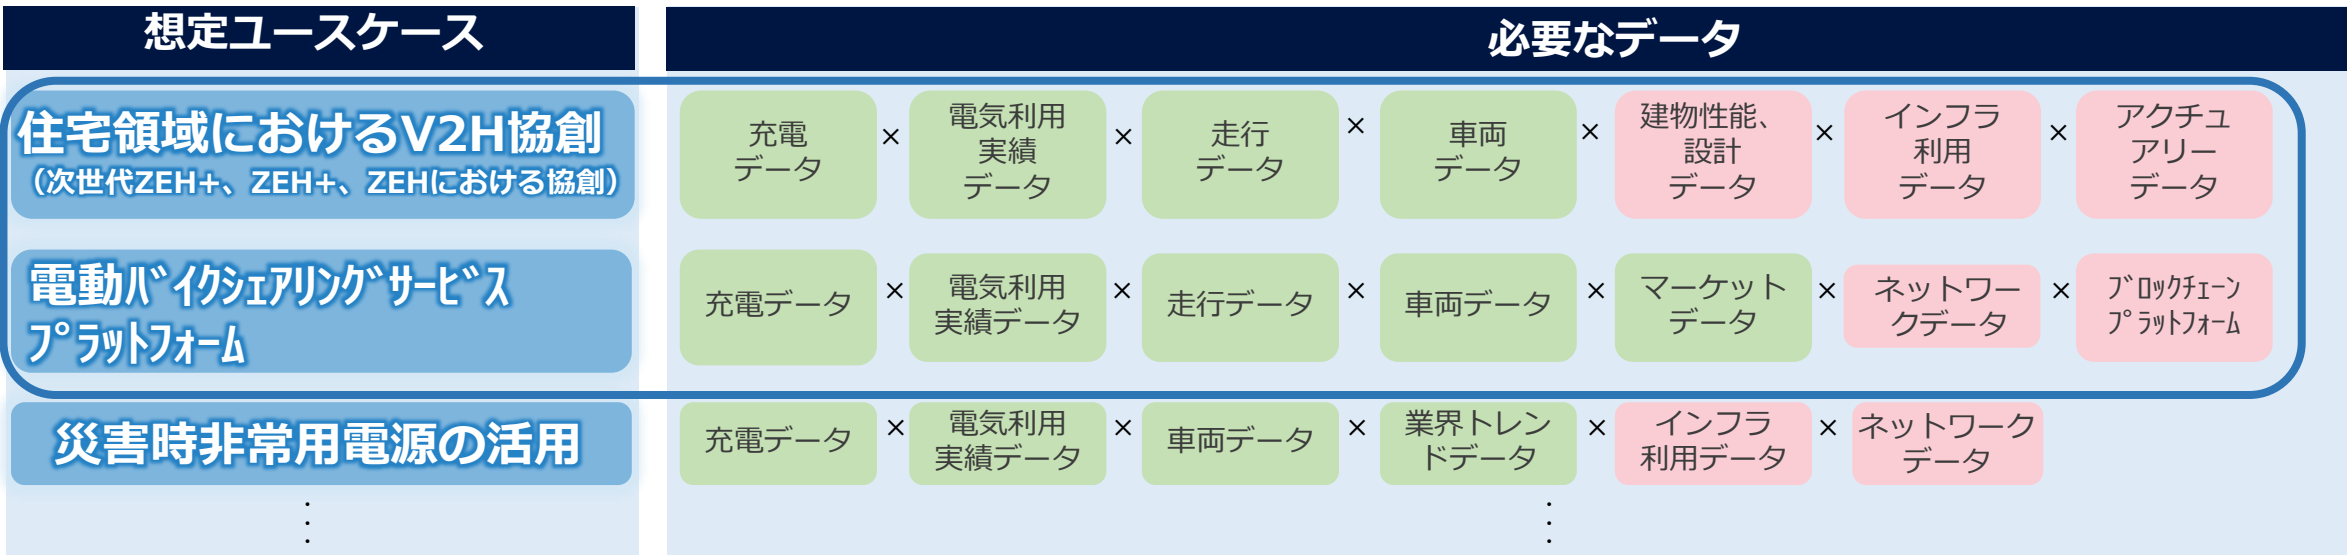 想定ユースケース
必要なデータ
住宅領域におけるV2H協創
（次世代ZEH+、ZEH+、ZEHにおける協創）
充電
データ
×
電気利用
実績
データ
×
走行
データ
×
車両
データ
×
建物性能、
設計
データ
×
インフラ
利用
データ
×
アクチュ
アリー
データ
電動ﾊﾞｲｸｼｪｱﾘﾝｸﾞｻｰﾋﾞｽ
ﾌﾟﾗｯﾄﾌｫｰﾑ
充電データ
×
電気利用
実績データ
×
走行データ
×
車両データ
×
マーケット
データ
×
ネットワー
クデータ
×
ﾌﾞﾛｯｸﾁｪｰﾝ
ﾌﾟﾗｯﾄﾌｫｰﾑ
災害時非常用電源の活用
充電データ
×
電気利用
実績データ
×
車両データ
×
業界トレン
ドデータ
×
インフラ
利用データ
×
ネットワーク
データ